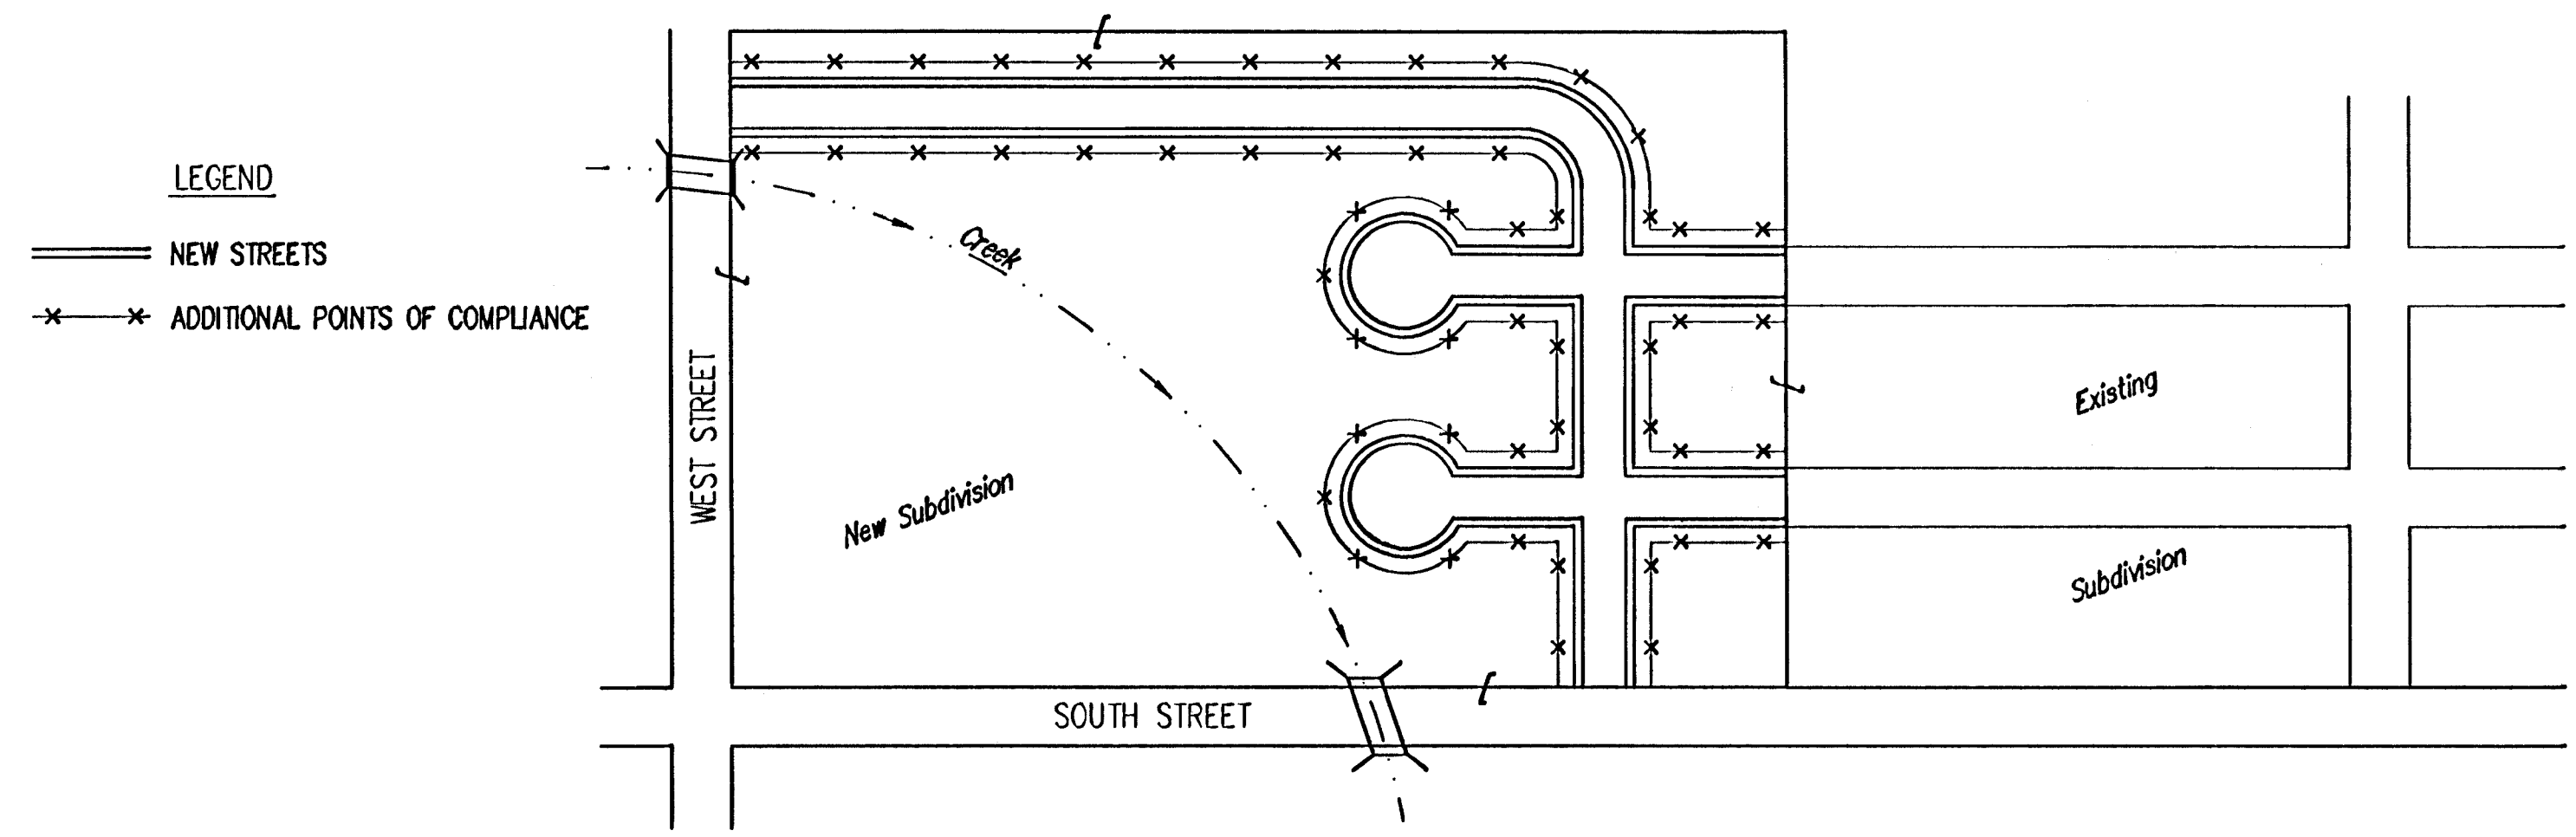 LEGEND
NEW STREETS
ADDITIONAL POINTS OF COMPLIANCE
WEST STREET
Creek
New Subdivision
SOUTH STREET
Existing
Subdivision